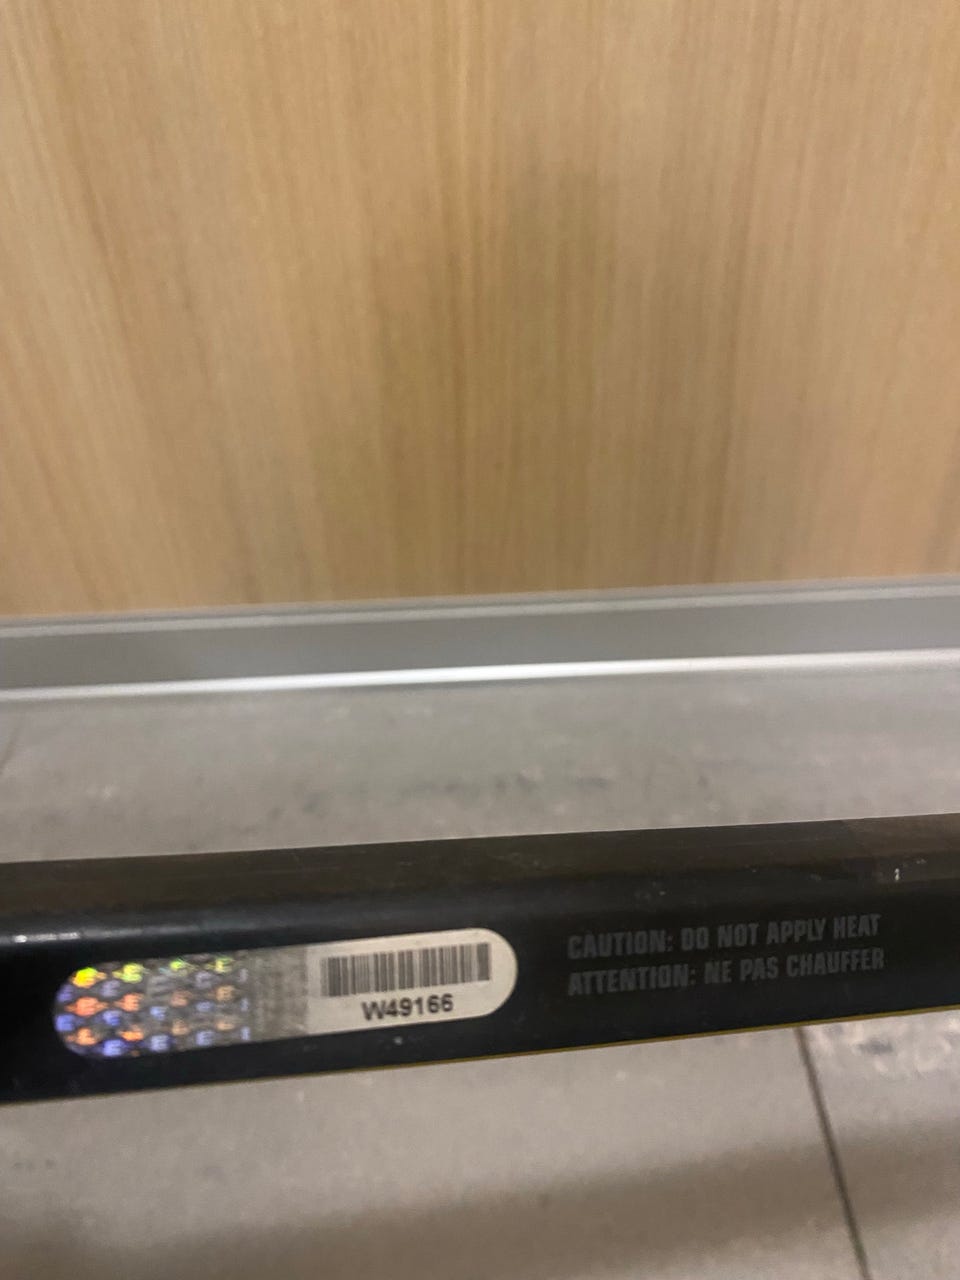 W49166
CAUTION: DO NOT APPLY HEAT
ATTENTION: NE PAS CHAUFFER